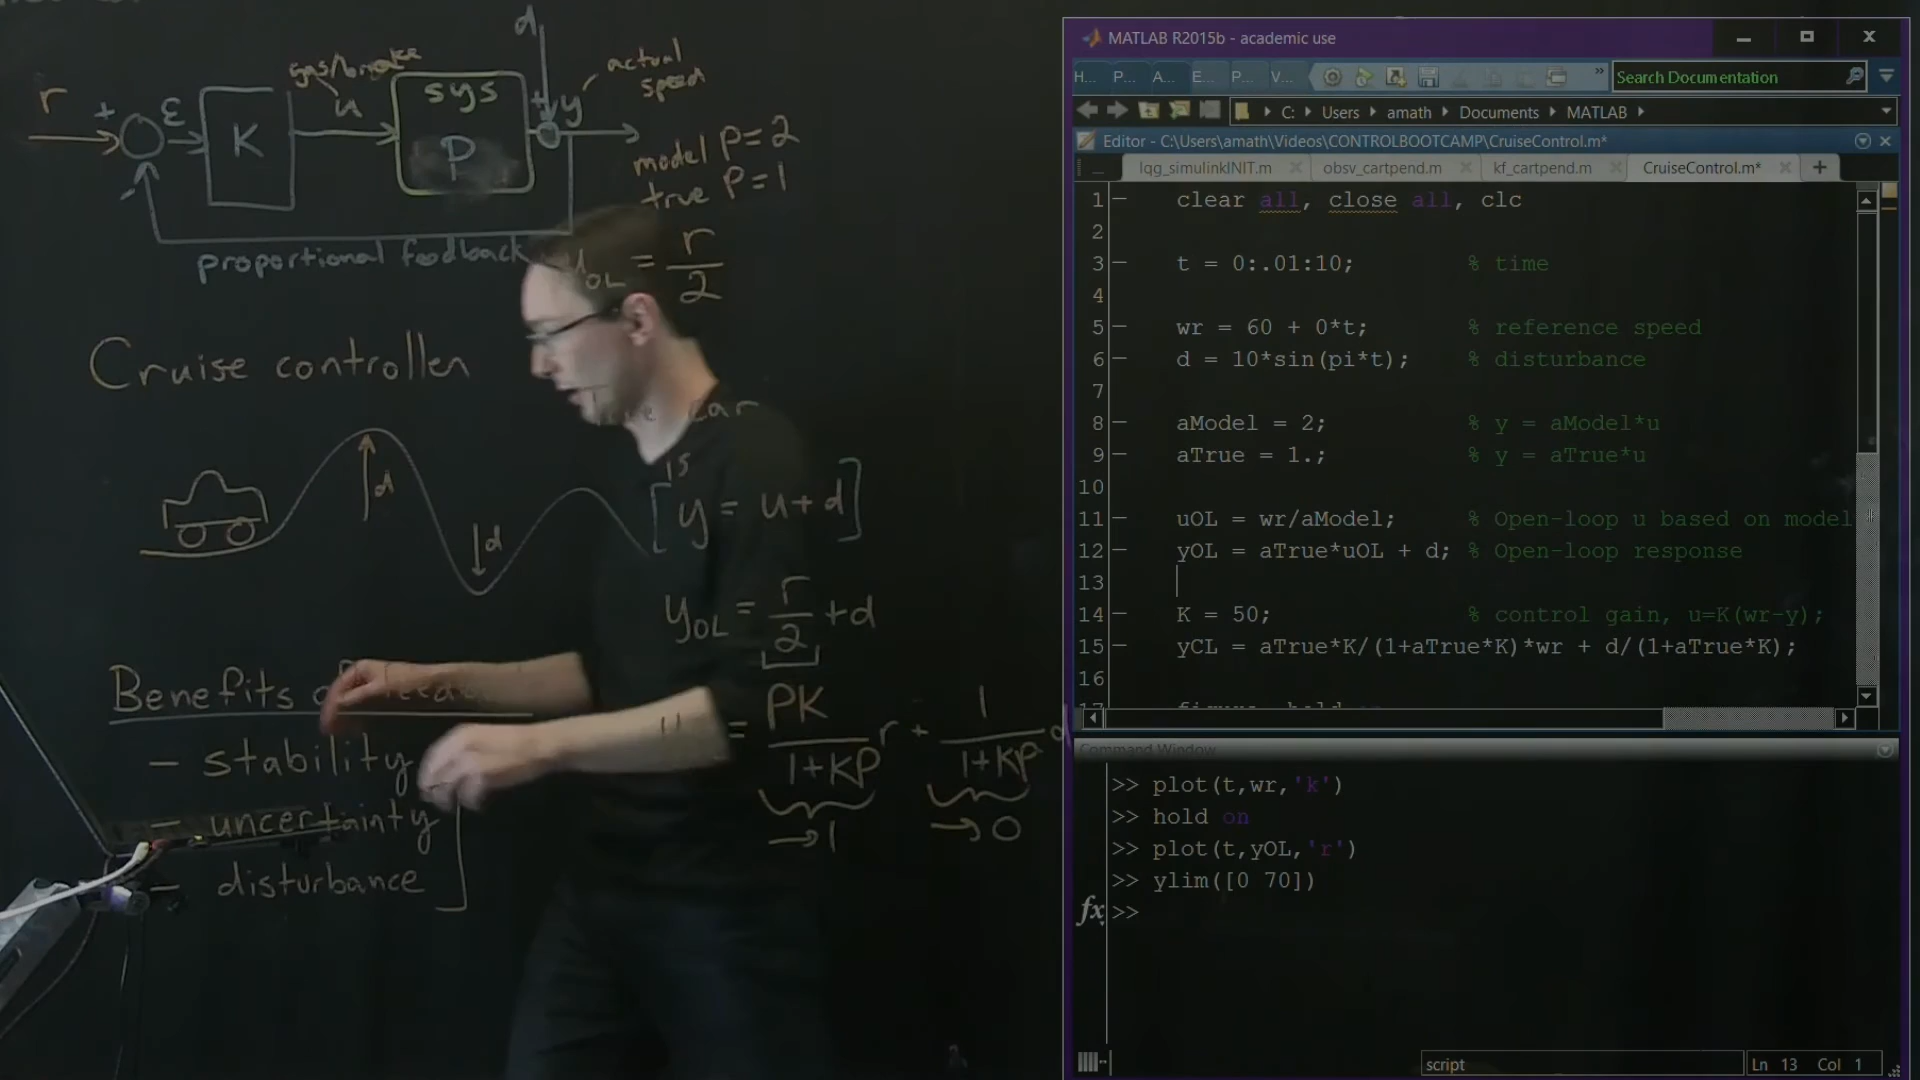 r
+
ε
K
gas/brake
u
sys
P
d
+
y
actual
speed
-
model P=2
true P=1
proportional feedback
u_OL = r/2
Cruise controller
car
is
d
d
[y = u+d]
y_OL = r/2 + d
Benefits
- stability
- uncertainty
- disturbance
= PK/(1+KP) r + 1/(1+KP) d
→1
→0
MATLAB R2015b - academic use
H... P... A... E... P... V...
Search Documentation
C: Users amath Documents MATLAB
Editor - C:\Users\amath\Videos\CONTROLBOOTCAMP\CruiseControl.m*
... lqg_simulinkINIT.m obsv_cartpend.m kf_cartpend.m CruiseControl.m* +
1 clear all, close all, clc
2
3 t = 0:.01:10; % time
4
5 wr = 60 + 0*t; % reference speed
6 d = 10*sin(pi*t); % disturbance
7
8 aModel = 2; % y = aModel*u
9 aTrue = 1.; % y = aTrue*u
10
11 uOL = wr/aModel; % Open-loop u based on model
12 yOL = aTrue*uOL + d; % Open-loop response
13
14 K = 50; % control gain, u=K(wr-y);
15 yCL = aTrue*K/(1+aTrue*K)*wr + d/(1+aTrue*K);
16
Command Window
>> plot(t,wr,'k')
>> hold on
>> plot(t,yOL,'r')
>> ylim([0 70])
fx >>
script Ln 13 Col 1